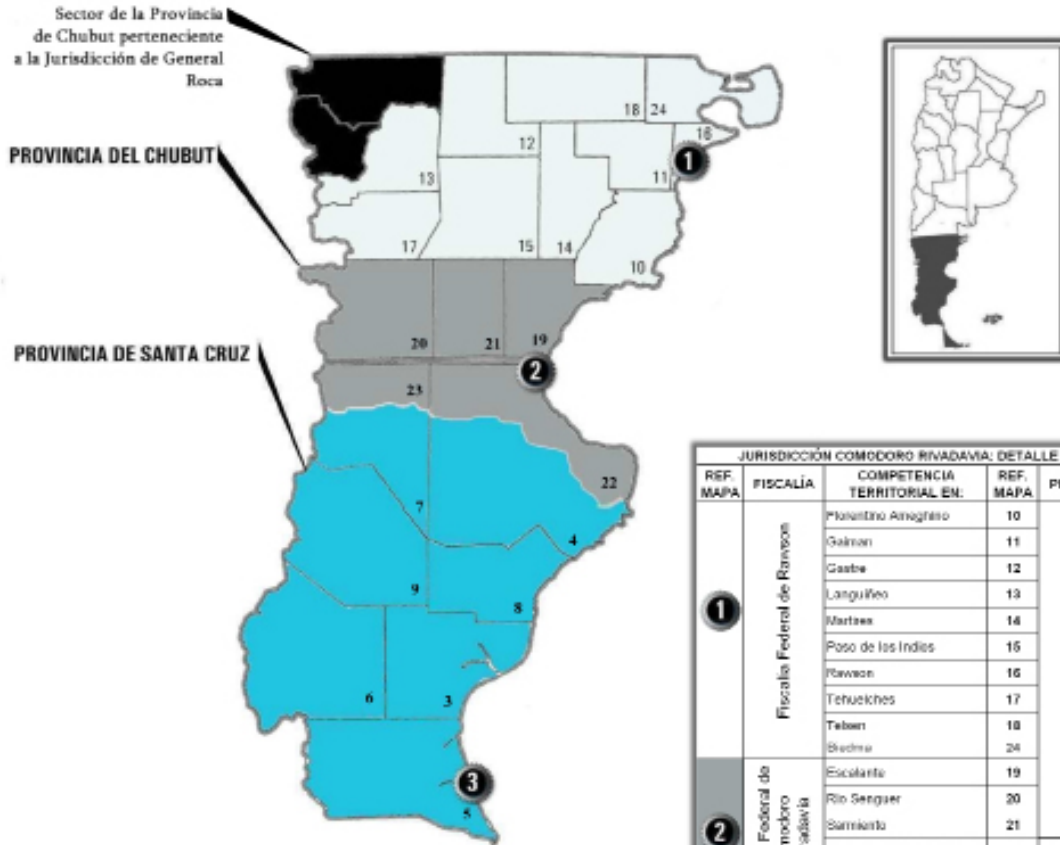 Sector de la Provincia
de Chubut perteneciente
a la Jurisdicción de General
Roca
PROVINCIA DEL CHUBUT
PROVINCIA DE SANTA CRUZ
18
24
16
12
1
13
11
17
15
14
10
20
21
19
2
23
22
7
4
9
8
6
3
3
5
JURISDICCIÓN COMODORO RIVADAVIA: DETALLE
REF. MAPA
FISCALÍA
COMPETENCIA TERRITORIAL EN:
REF. MAPA
1
Fiscalia Federal de Rawson
Florentino Ameghino 10
Gaiman 11
Gastre 12
Languiñeo 13
Martires 14
Paso de los Indios 15
Rawson 16
Tehuelches 17
Telsen 18
Biedma 24
2
Federal de
Escalante 19
Río Senguer 20
Sarmiento 21